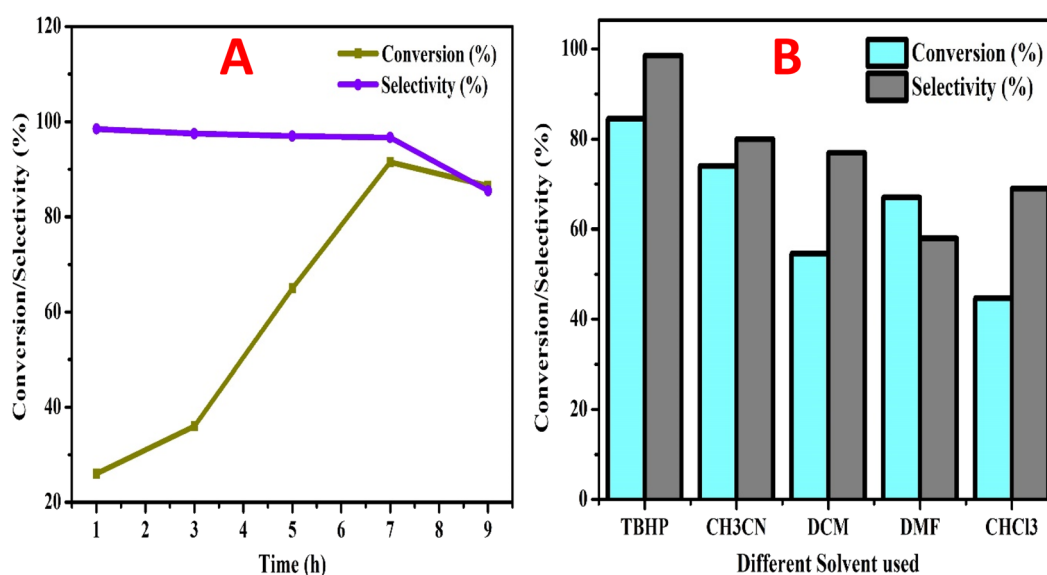 A
Conversion (%)
Selectivity (%)
Conversion/Selectivity (%)
120
100
80
60
40
20
1 2 3 4 5 6 7 8 9
Time (h)
B
Conversion (%)
Selectivity (%)
Conversion/Selectivity (%)
100
80
60
40
20
0
TBHP CH3CN DCM DMF CHCl3
Different Solvent used